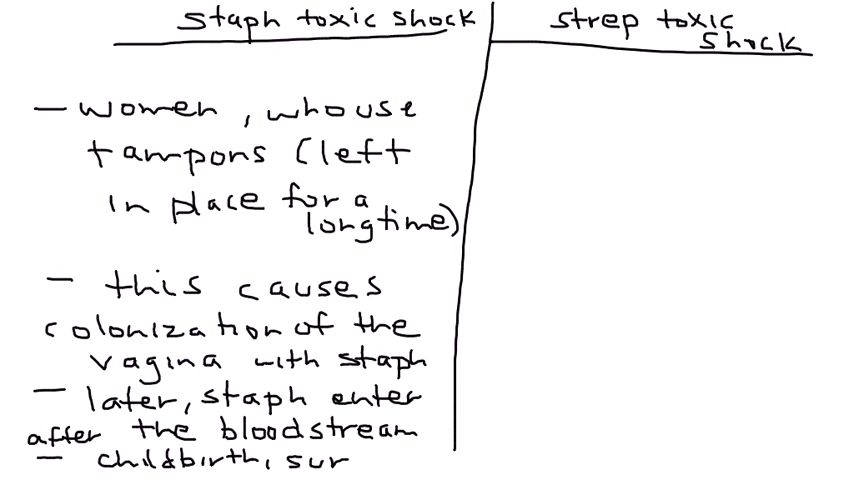 staph toxic shock
strep toxic
shock
— women, who use
tampons (left
in place for a
longtime)
— this causes
colonization of the
vagina with staph
— later, staph enter
after the bloodstream
— childbirth, sur